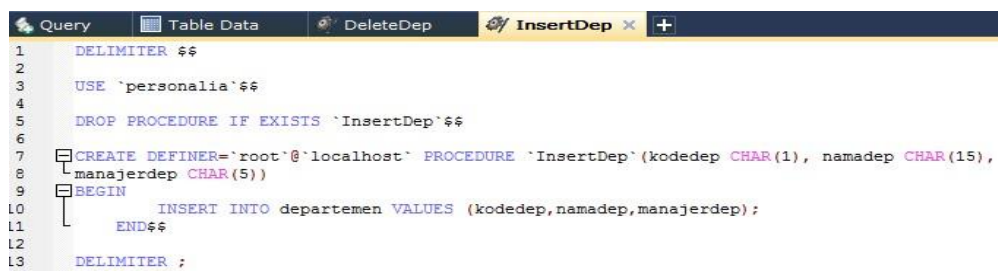 Query Table Data DeleteDep InsertDep × +
1 DELIMITER $$
2
3 USE `personalia`$$
4
5 DROP PROCEDURE IF EXISTS `InsertDep`$$
6
7 CREATE DEFINER=`root`@`localhost` PROCEDURE `InsertDep`(kodedep CHAR(1), namadep CHAR(15),
8 manajerdep CHAR(5))
9 BEGIN
10 INSERT INTO departemen VALUES (kodedep,namadep,manajerdep);
11 END$$
12
13 DELIMITER ;